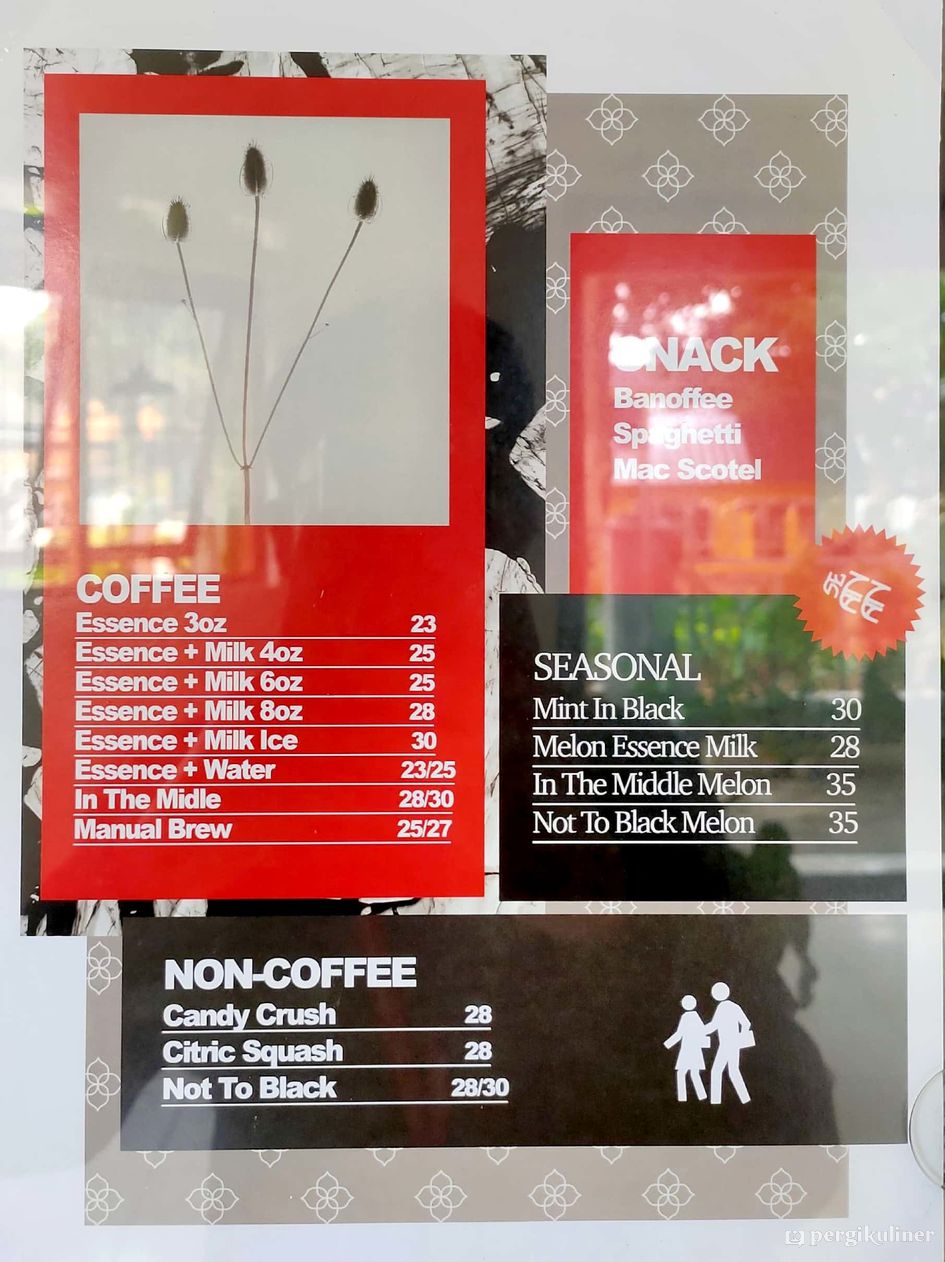 COFFEE
Essence 3oz 23
Essence + Milk 4oz 25
Essence + Milk 6oz 25
Essence + Milk 8oz 28
Essence + Milk Ice 30
Essence + Water 23/25
In The Midle 28/30
Manual Brew 25/27
SNACK
Banoffee
Spaghetti
Mac Scotel
SEASONAL
Mint In Black 30
Melon Essence Milk 28
In The Middle Melon 35
Not To Black Melon 35
NON-COFFEE
Candy Crush 28
Citric Squash 28
Not To Black 28/30
pergikuliner